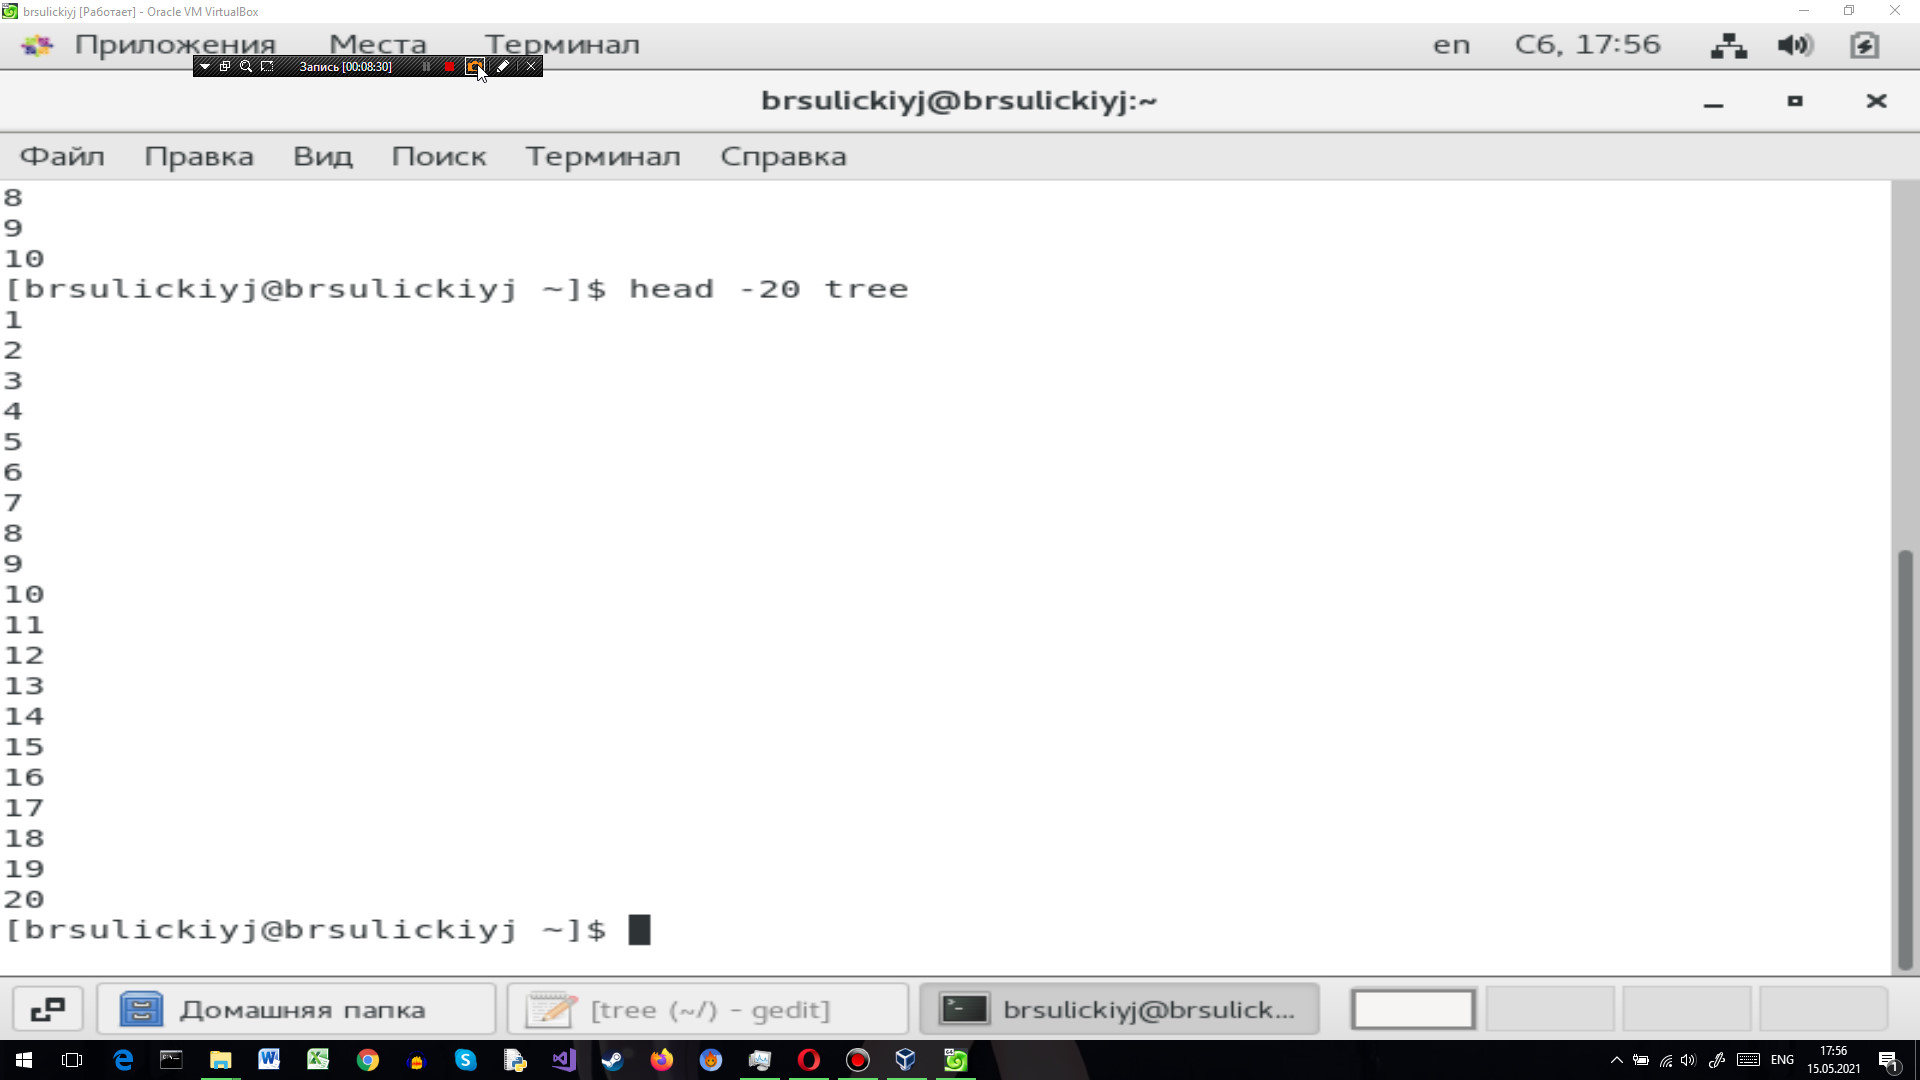 brsulickiyj [Работает] - Oracle VM VirtualBox
Приложения Места Терминал en Сб, 17:56
Запись [00:08:30]
brsulickiyj@brsulickiyj:~
Файл Правка Вид Поиск Терминал Справка
8
9
10
[brsulickiyj@brsulickiyj ~]$ head -20 tree
1
2
3
4
5
6
7
8
9
10
11
12
13
14
15
16
17
18
19
20
[brsulickiyj@brsulickiyj ~]$
Домашняя папка [tree (~/) - gedit] brsulickiyj@brsulick...
ENG 17:56
15.05.2021
1